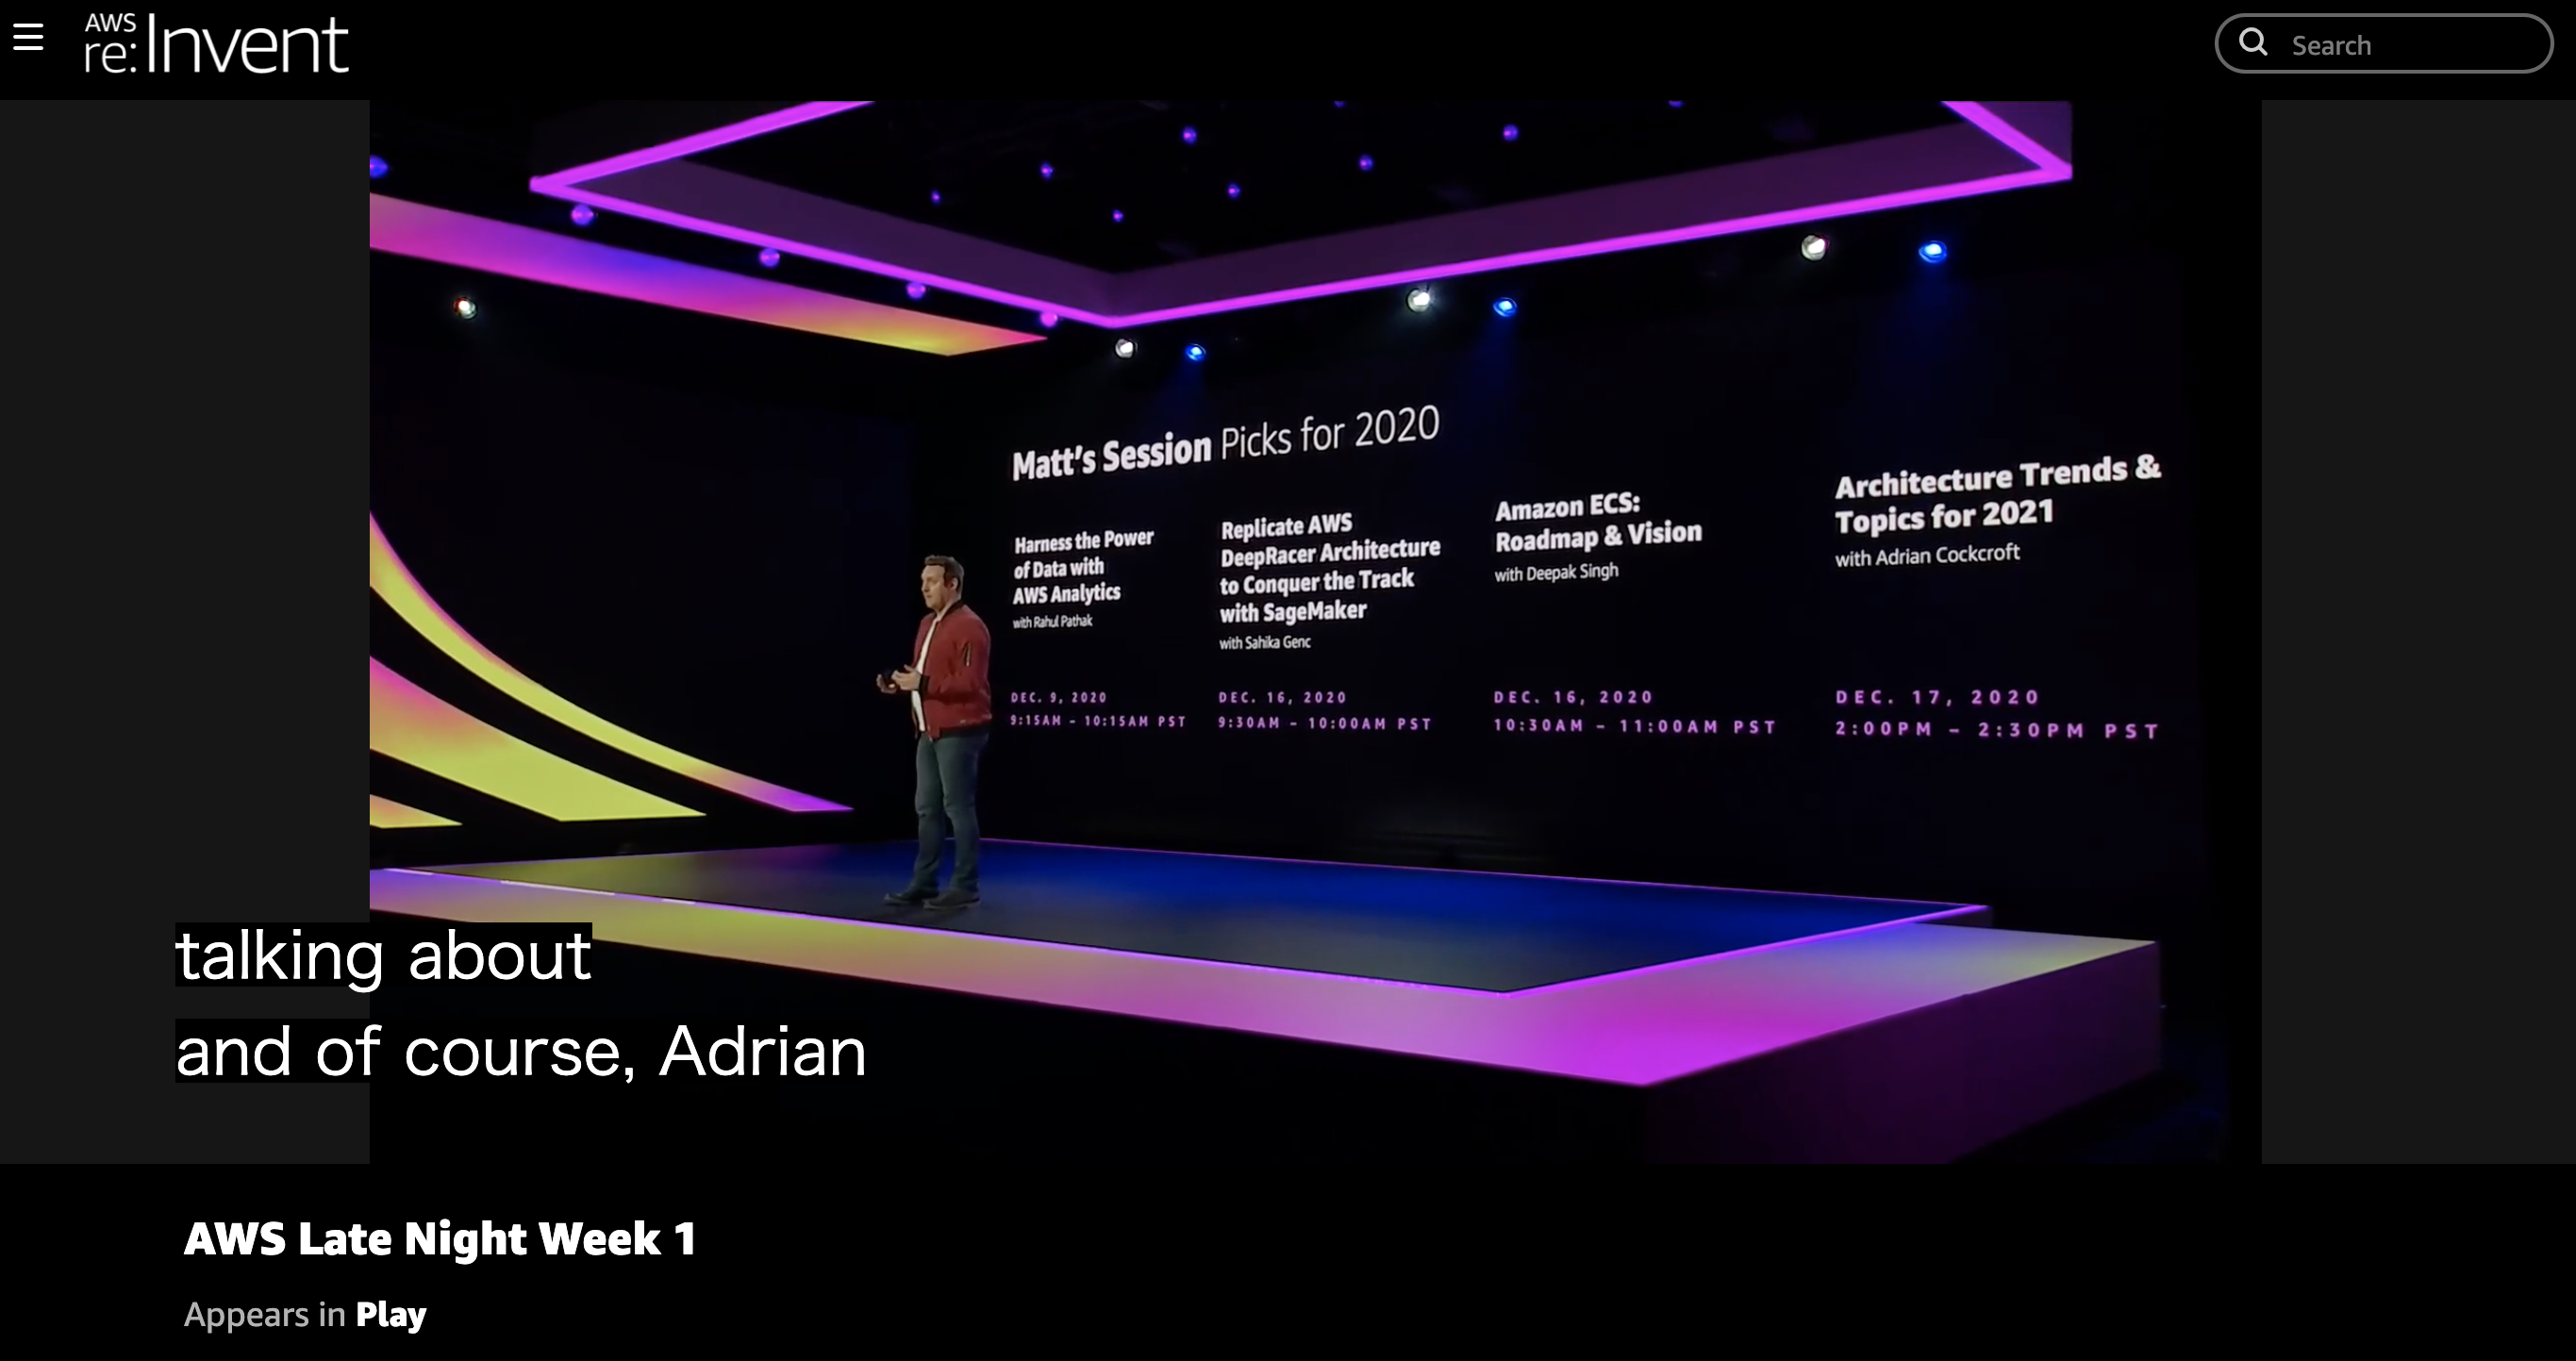 AWS
re:Invent
Search
Matt's Session Picks for 2020
Harness the Power
of Data with
AWS Analytics
with Rahul Pathak
DEC. 9, 2020
9:15AM – 10:15AM PST
Replicate AWS
DeepRacer Architecture
to Conquer the Track
with SageMaker
with Sahika Genc
DEC. 16, 2020
9:30AM – 10:00AM PST
Amazon ECS:
Roadmap & Vision
with Deepak Singh
DEC. 16, 2020
10:30AM – 11:00AM PST
Architecture Trends &
Topics for 2021
with Adrian Cockcroft
DEC. 17, 2020
2:00PM – 2:30PM PST
talking about
and of course, Adrian
AWS Late Night Week 1
Appears in Play